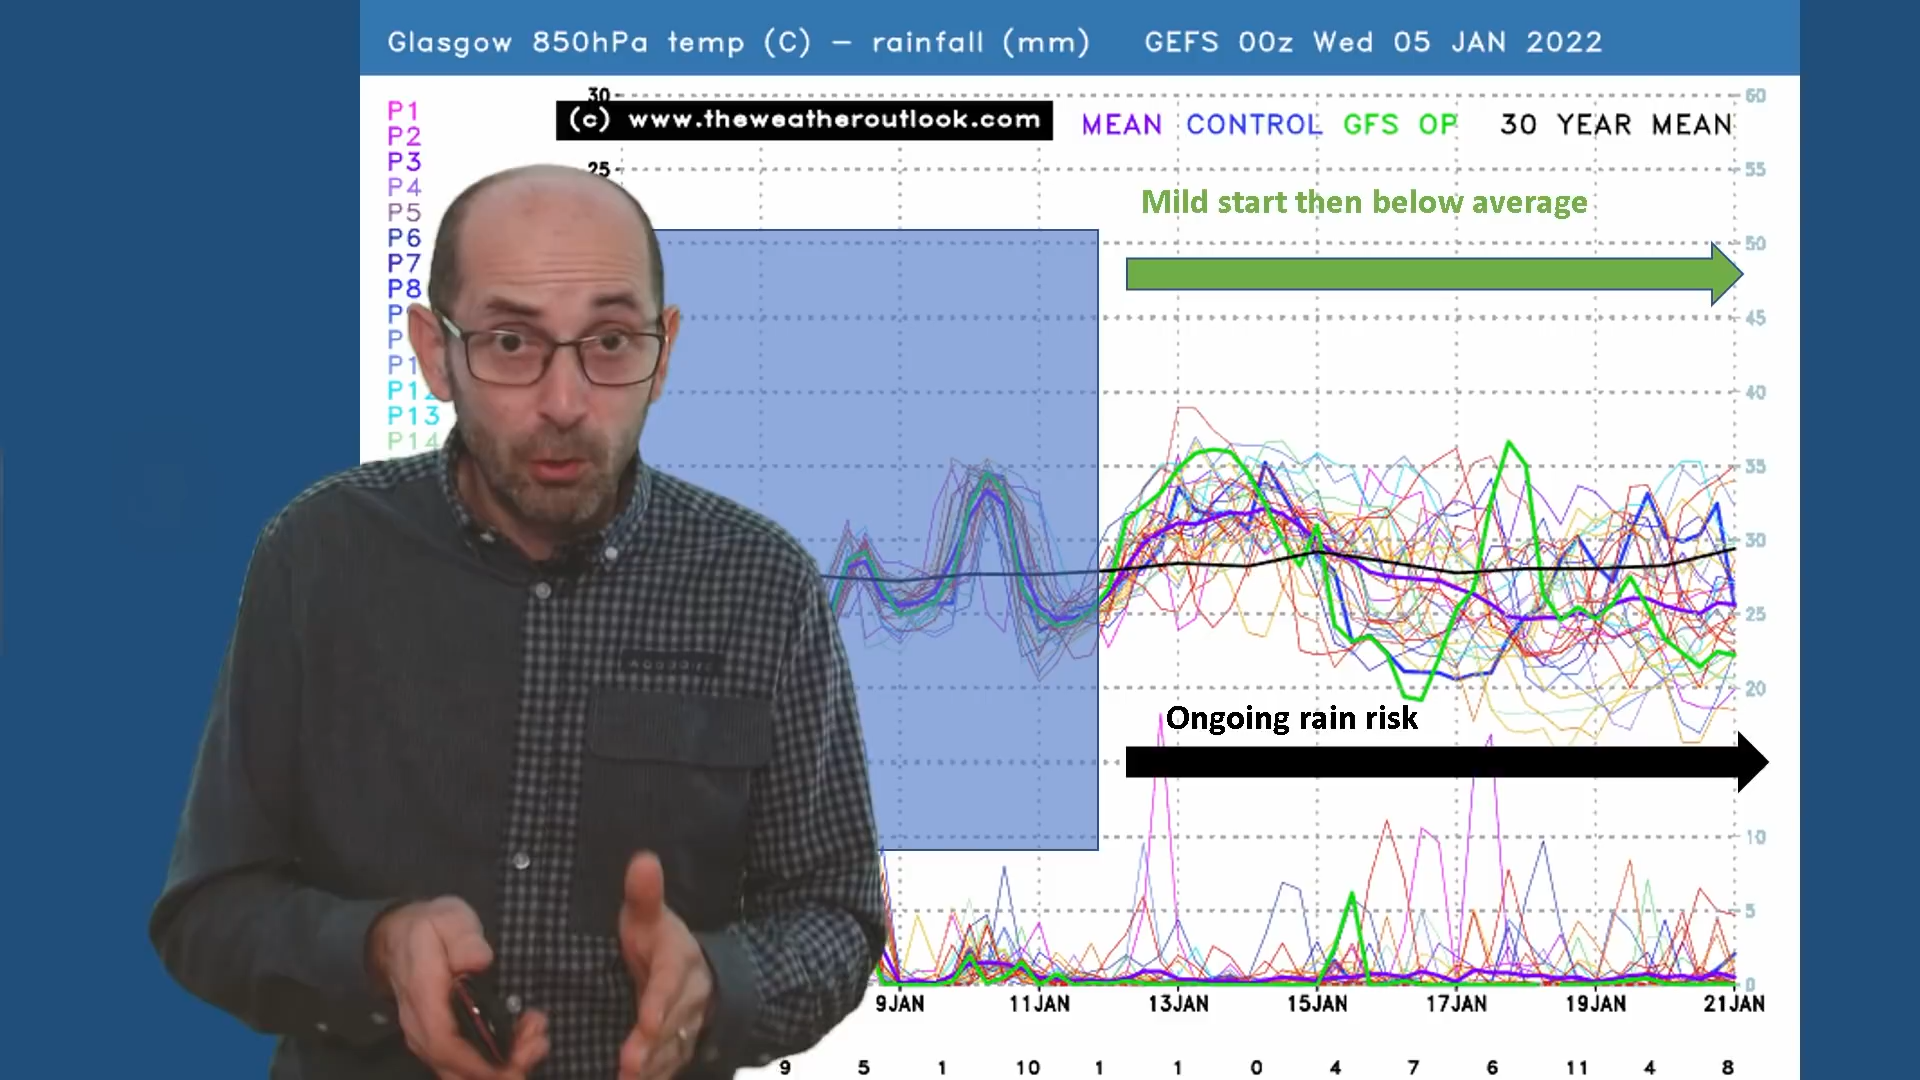 Glasgow 850hPa temp (C) – rainfall (mm) GEFS 00z Wed 05 JAN 2022
30
(c) www.theweatheroutlook.com
MEAN CONTROL GFS OP 30 YEAR MEAN
60
P1
P2
P3
P4
P5
P6
P7
P8
P13
P14
25
55
Mild start then below average
50
45
40
35
30
25
20
Ongoing rain risk
10
5
0
9JAN 11JAN 13JAN 15JAN 17JAN 19JAN 21JAN
9 5 1 10 1 1 0 4 7 6 11 4 8